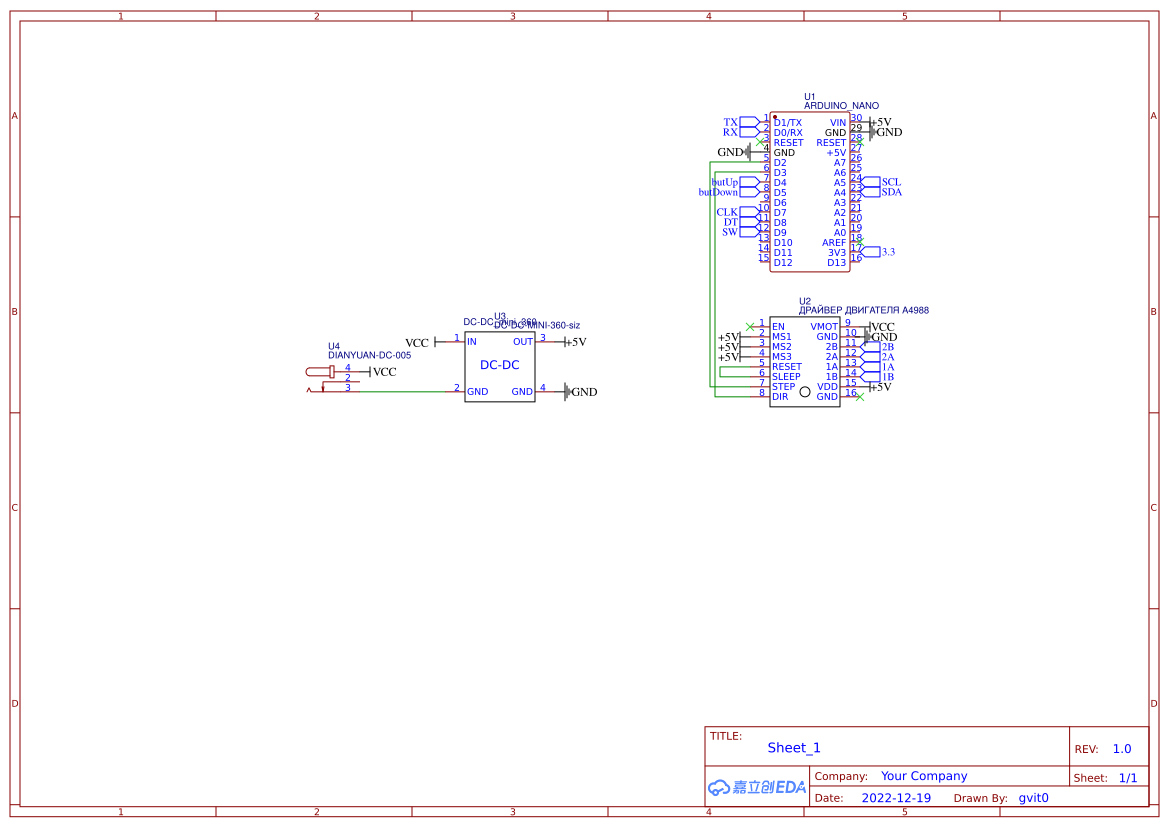 1 2 3 4 5
A A
U1
ARDUINO_NANO
TX 1 D1/TX VIN 30 +5V
RX 2 D0/RX GND 29 GND
3 RESET RESET 28
GND 4 GND +5V 27
5 D2 A7 26
6 D3 A6 25
butUp 7 D4 A5 24 SCL
butDown 8 D5 A4 23 SDA
9 D6 A3 22
CLK 10 D7 A2 21
DT 11 D8 A1 20
SW 12 D9 A0 19
13 D10 AREF 18
14 D11 3V3 17 3.3
15 D12 D13 16
B B
U2
ДРАЙВЕР ДВИГАТЕЛЯ A4988
1 EN VMOT 9 VCC
+5V 2 MS1 GND 10 GND
+5V 3 MS2 2B 11 2B
+5V 4 MS3 2A 12 2A
5 RESET 1A 13 1A
6 SLEEP 1B 14 1B
7 STEP VDD 15 +5V
8 DIR GND 16
U3
DC-DC_mini_360
DC-DC-MINI-360-siz
VCC 1 IN OUT 3 +5V
DC-DC
2 GND GND 4 GND
U4
DIANYUAN-DC-005
4 VCC
2
3
C C
D D
TITLE:
Sheet_1
REV: 1.0
嘉立创EDA
Company: Your Company
Sheet: 1/1
Date: 2022-12-19 Drawn By: gvit0
1 2 3 4 5